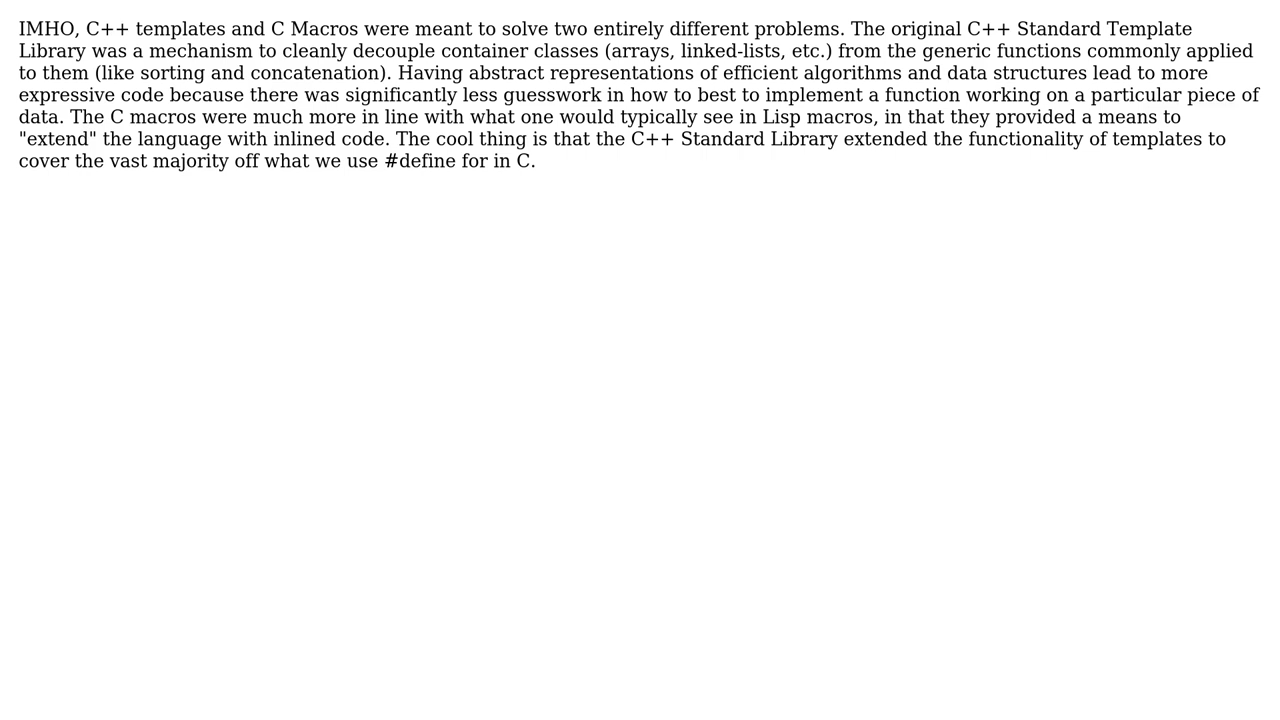 IMHO, C++ templates and C Macros were meant to solve two entirely different problems. The original C++ Standard Template
Library was a mechanism to cleanly decouple container classes (arrays, linked-lists, etc.) from the generic functions commonly applied
to them (like sorting and concatenation). Having abstract representations of efficient algorithms and data structures lead to more
expressive code because there was significantly less guesswork in how to best to implement a function working on a particular piece of
data. The C macros were much more in line with what one would typically see in Lisp macros, in that they provided a means to
"extend" the language with inlined code. The cool thing is that the C++ Standard Library extended the functionality of templates to
cover the vast majority off what we use #define for in C.